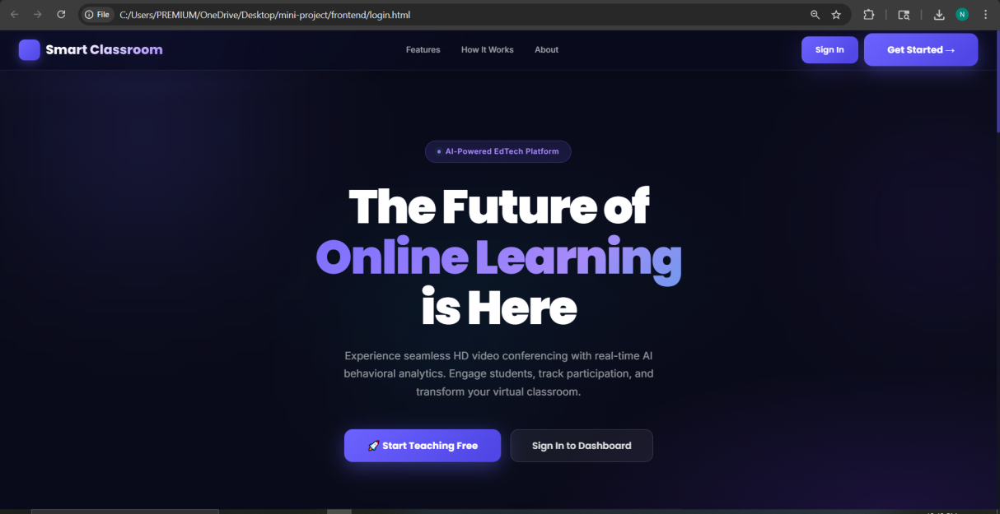 File
C:/Users/PREMIUM/OneDrive/Desktop/mini-project/frontend/login.html
N
Smart Classroom
Features
How It Works
About
Sign In
Get Started →
AI-Powered EdTech Platform
The Future of
Online Learning
is Here
Experience seamless HD video conferencing with real-time AI
behavioral analytics. Engage students, track participation, and
transform your virtual classroom.
🚀 Start Teaching Free
Sign In to Dashboard